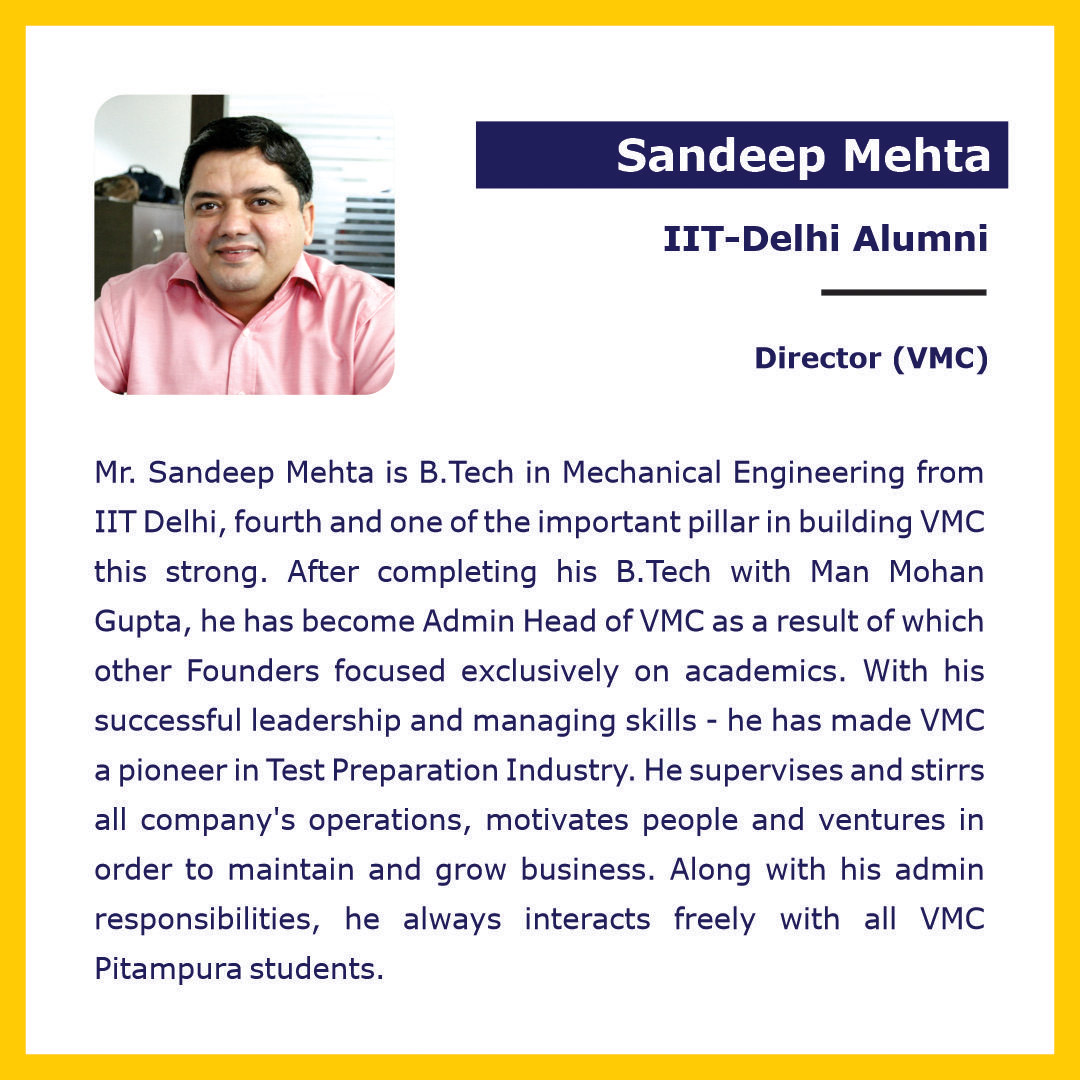 Sandeep Mehta
IIT-Delhi Alumni
Director (VMC)
Mr. Sandeep Mehta is B.Tech in Mechanical Engineering from
IIT Delhi, fourth and one of the important pillar in building VMC
this strong. After completing his B.Tech with Man Mohan
Gupta, he has become Admin Head of VMC as a result of which
other Founders focused exclusively on academics. With his
successful leadership and managing skills - he has made VMC
a pioneer in Test Preparation Industry. He supervises and stirrs
all company's operations, motivates people and ventures in
order to maintain and grow business. Along with his admin
responsibilities, he always interacts freely with all VMC
Pitampura students.